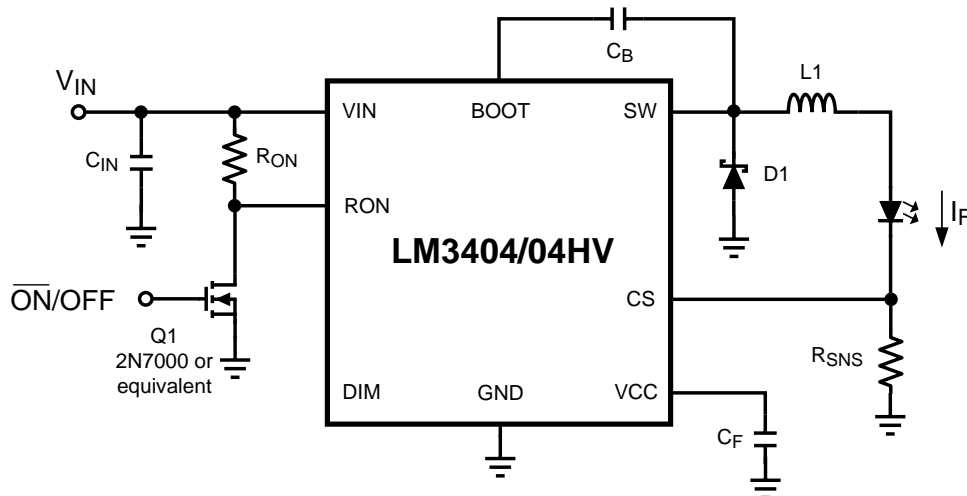 C_B
L1
V_IN
VIN
BOOT
SW
C_IN
R_ON
D1
I_F
RON
LM3404/04HV
ON/OFF
CS
Q1
2N7000 or
equivalent
R_SNS
DIM
GND
VCC
C_F